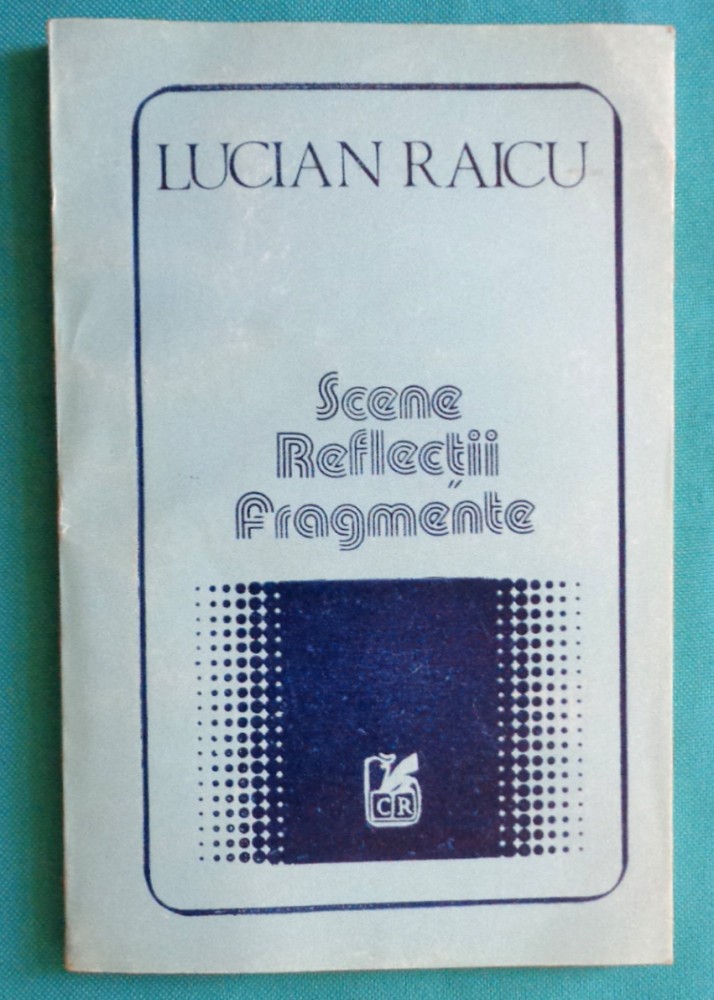 LUCIAN RAICU
Scene
Reflecții
Fragmente
CR